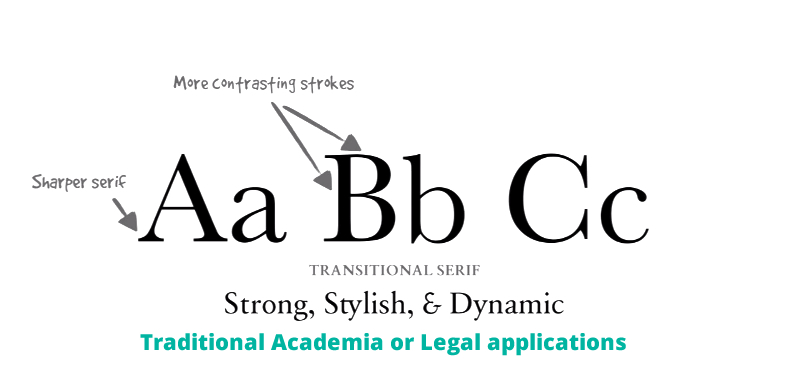 More contrasting strokes
Sharper serif
Aa Bb Cc
TRANSITIONAL SERIF
Strong, Stylish, & Dynamic
Traditional Academia or Legal applications